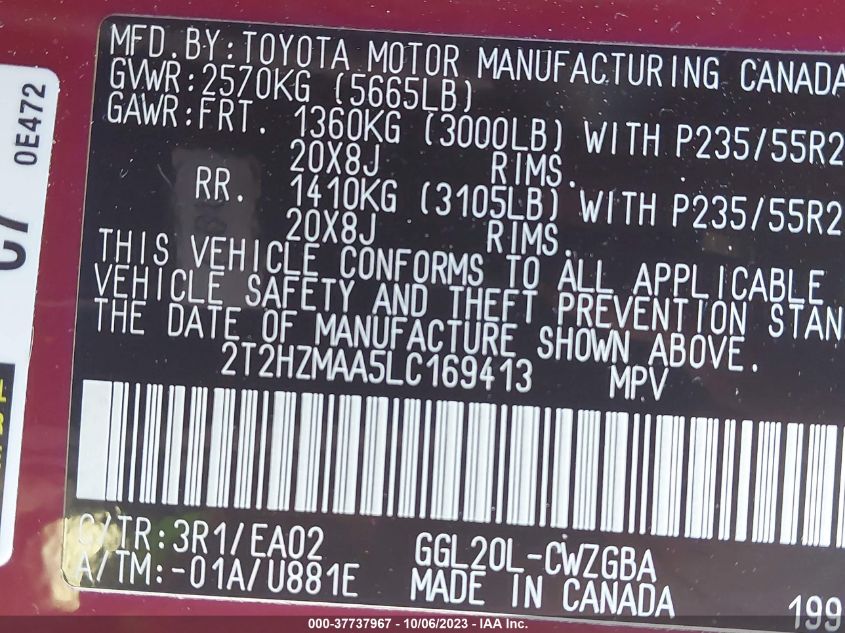 MFD.BY:TOYOTA MOTOR MANUFACTURING CANADA
GVWR:2570KG (5665LB)
GAWR:FRT. 1360KG (3000LB) WITH P235/55R2
20X8J RIMS.
RR. 1410KG (3105LB) WITH P235/55R2
20X8J RIMS.
THIS VEHICLE CONFORMS TO ALL APPLICABLE
VEHICLE SAFETY AND THEFT PREVENTION STAN
THE DATE OF MANUFACTURE SHOWN ABOVE.
2T2HZMAA5LC169413 MPV
C/TR:3R1/EA02 GGL20L-CWZGBA
A/TM:-01A/U881E MADE IN CANADA 199
0E472
C7
000-37737967 - 10/06/2023 - IAA Inc.